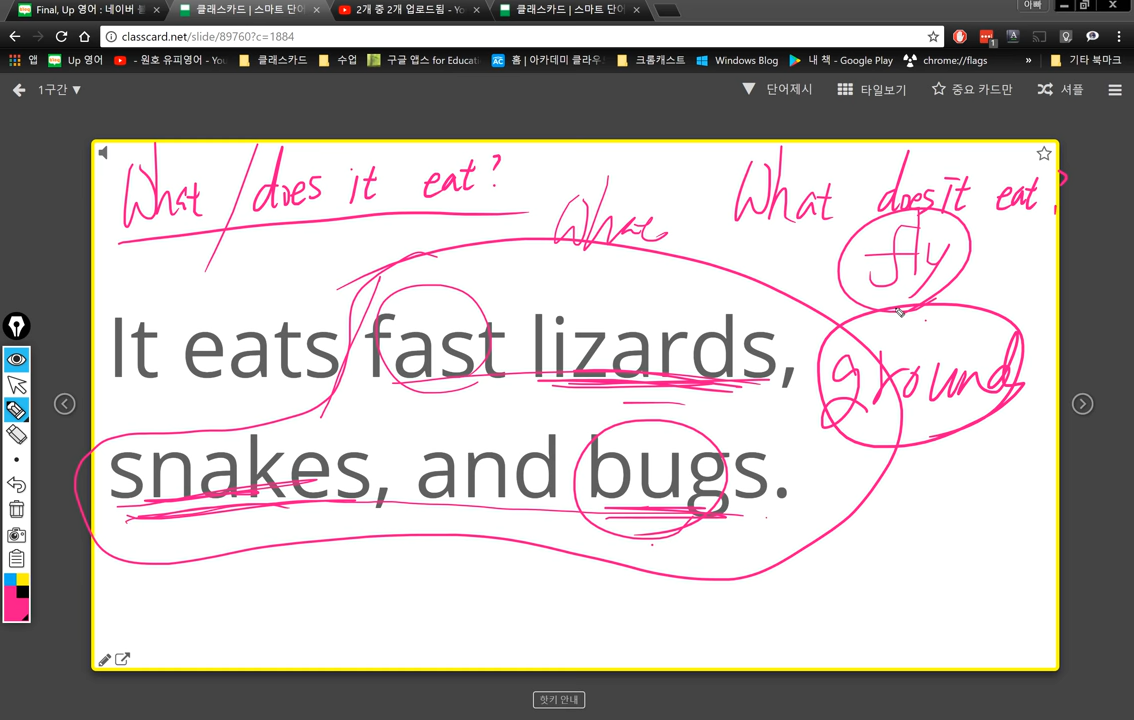 Final, Up 영어 : 네이버 블
클래스카드 | 스마트 단어
2개 중 2개 업로드됨 - Yo
클래스카드 | 스마트 단어
아빠
classcard.net/slide/89760?c=1884
앱
Up 영어
- 원호 유피영어 - You
클래스카드
수업
구글 앱스 for Educati
홈 | 아카데미 클라우드
크롬캐스트
Windows Blog
내 책 - Google Play
chrome://flags
»
기타 북마크
1구간 ▼
단어제시
타일보기
중요 카드만
셔플
What / does it eat?
What does it eat?
What
fly
It eats fast lizards,
ground
snakes, and bugs.
핫키 안내